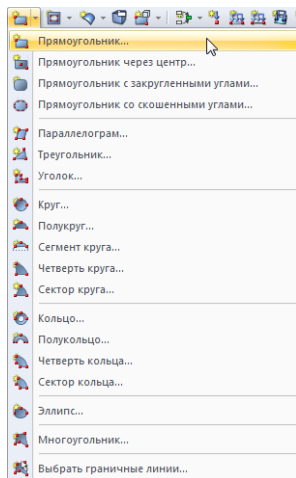 Прямоугольник...
Прямоугольник через центр...
Прямоугольник с закругленными углами...
Прямоугольник со скошенными углами...
Параллелограм...
Треугольник...
Уголок...
Круг...
Полукруг...
Сегмент круга...
Четверть круга...
Сектор круга...
Кольцо...
Полукольцо...
Четверть кольца...
Сектор кольца...
Эллипс...
Многоугольник...
Выбрать граничные линии...